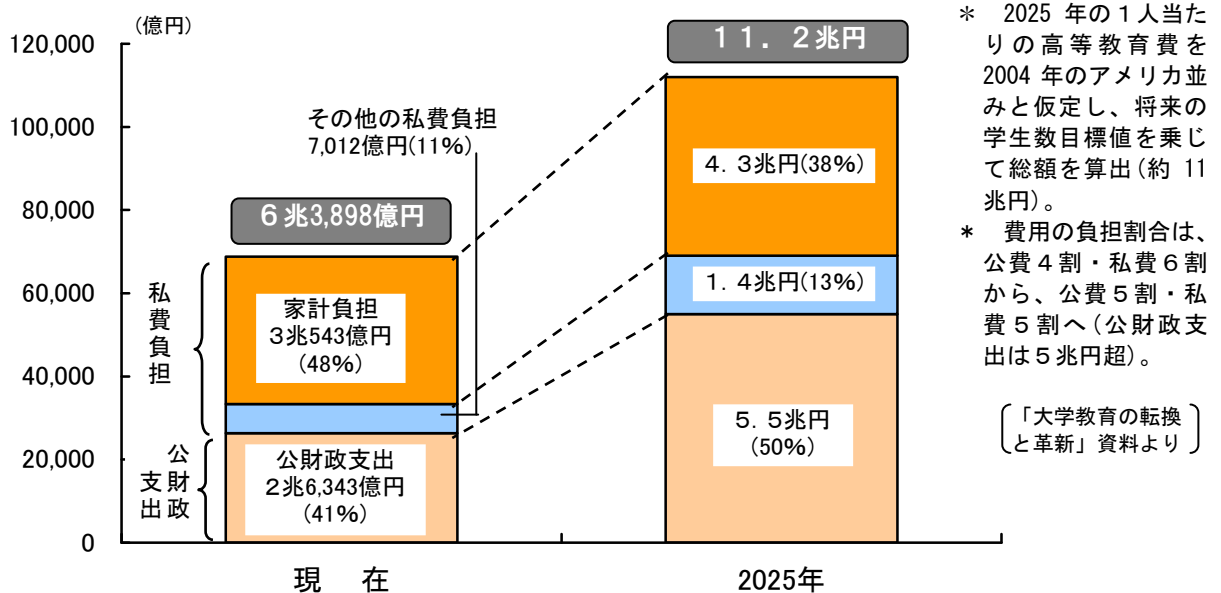 (億円)
120,000
100,000
80,000
60,000
40,000
20,000
0
11.2兆円
その他の私費負担
7,012億円(11%)
6兆3,898億円
4.3兆円(38%)
1.4兆円(13%)
5.5兆円
(50%)
私費負担
家計負担
3兆543億円
(48%)
公財政支出
公財政支出
2兆6,343億円
(41%)
現 在
2025年
＊ 2025 年の1人当た
りの高等教育費を
2004 年のアメリカ並
みと仮定し、将来の
学生数目標値を乗じ
て総額を算出(約 11
兆円)。
* 費用の負担割合は、
公費4割・私費6割
から、公費5割・私
費5割へ(公財政支
出は5兆円超)。
「大学教育の転換
と革新」資料より